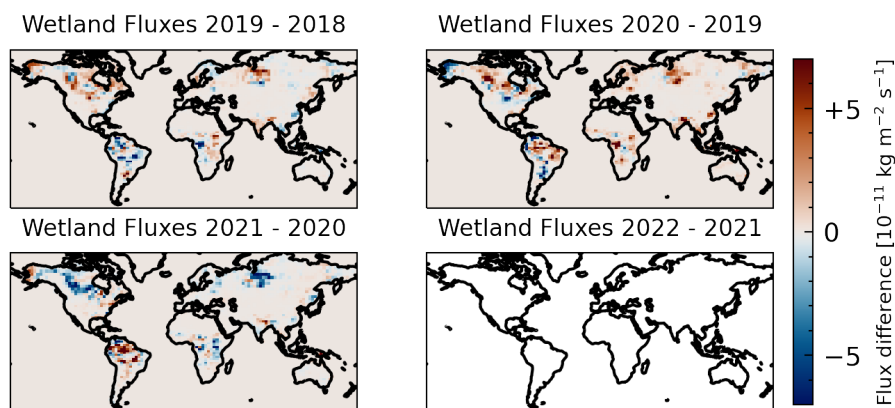 Wetland Fluxes 2019 - 2018
Wetland Fluxes 2020 - 2019
Wetland Fluxes 2021 - 2020
Wetland Fluxes 2022 - 2021
+5
0
−5
Flux difference [10⁻¹¹ kg m⁻² s⁻¹]